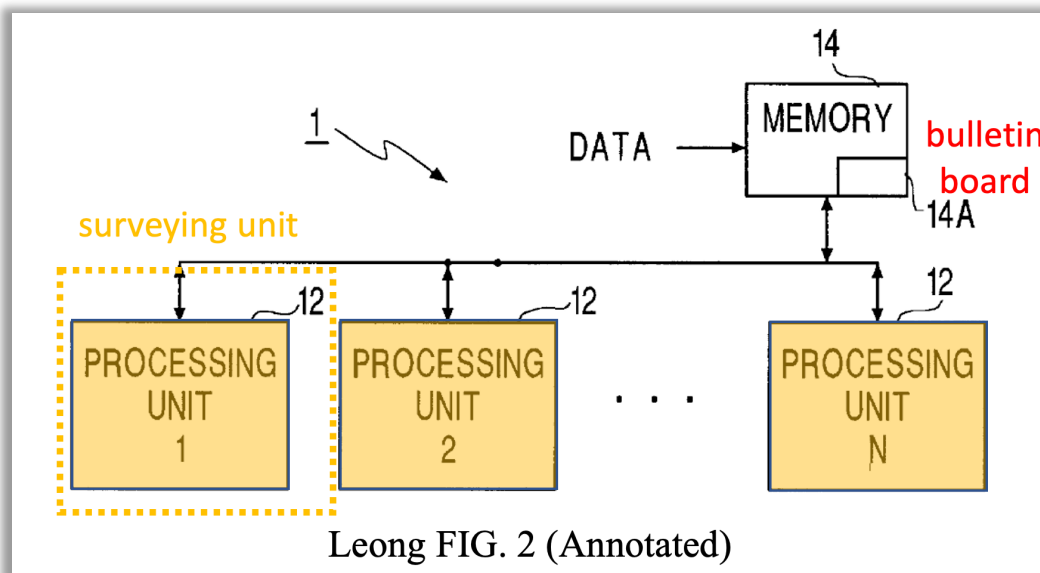 14
MEMORY
1
DATA
bulletin
board
14A
surveying unit
12
12
12
PROCESSING
UNIT
1
PROCESSING
UNIT
2
. . .
PROCESSING
UNIT
N
Leong FIG. 2 (Annotated)